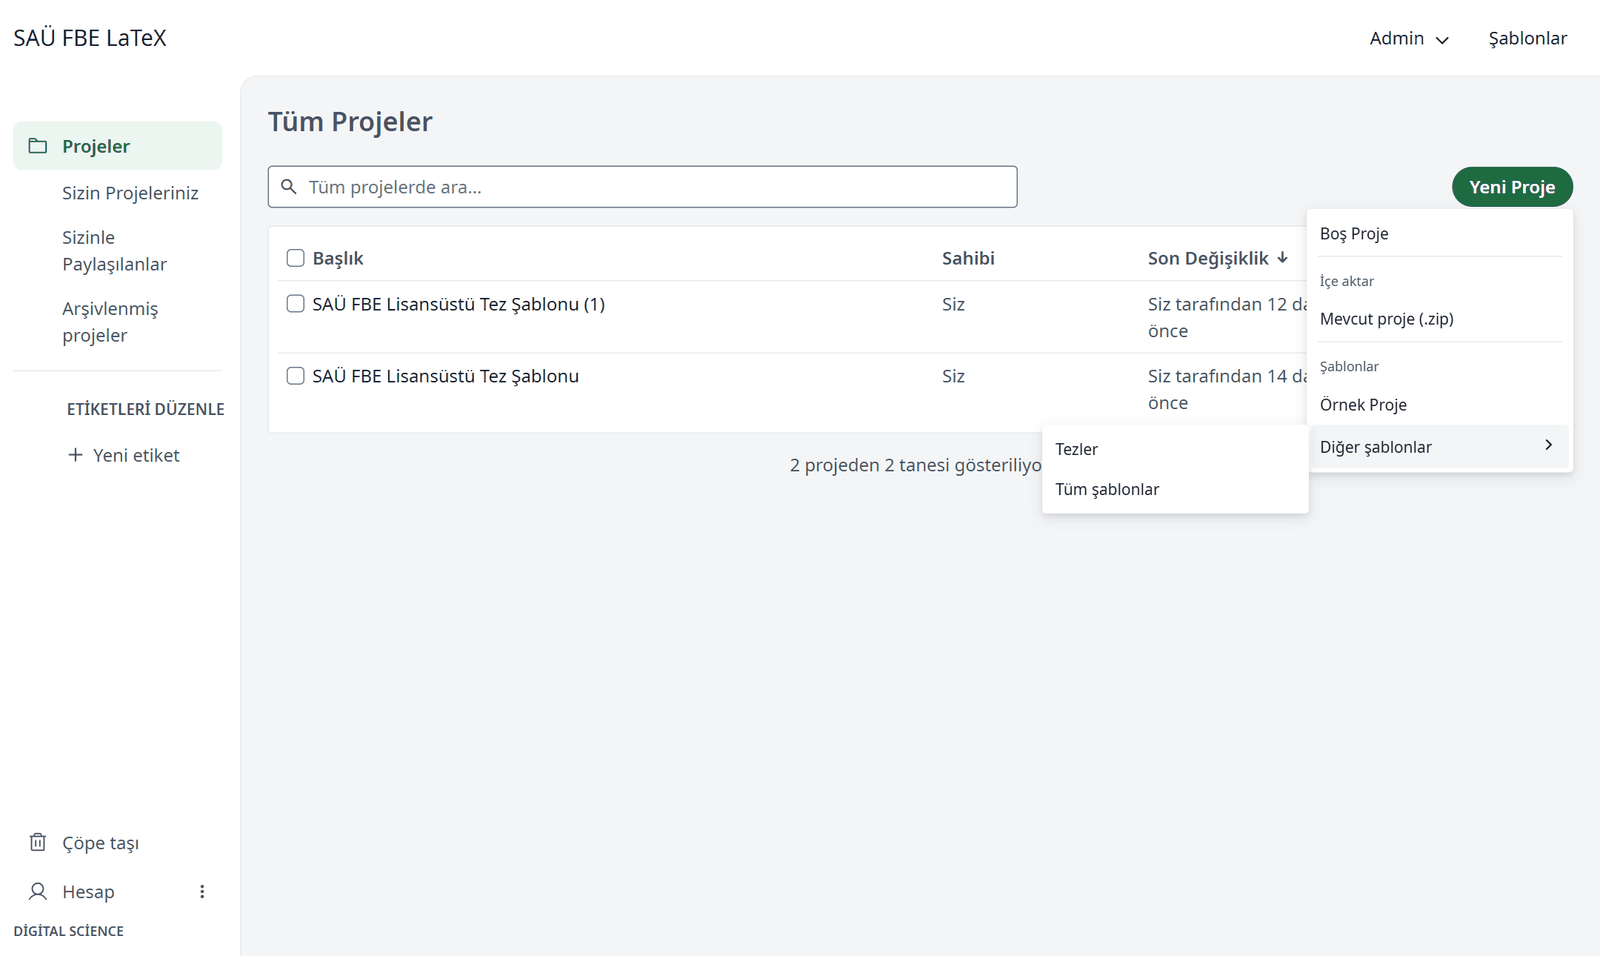 SAÜ FBE LaTeX
Admin
Şablonlar
Projeler
Sizin Projeleriniz
Sizinle
Paylaşılanlar
Arşivlenmiş
projeler
ETİKETLERİ DÜZENLE
Yeni etiket
Çöpe taşı
Hesap
DİGİTAL SCİENCE
Tüm Projeler
Tüm projelerde ara...
Yeni Proje
Başlık
Sahibi
Son Değişiklik
SAÜ FBE Lisansüstü Tez Şablonu (1)
Siz
Siz tarafından 12 da
önce
SAÜ FBE Lisansüstü Tez Şablonu
Siz
Siz tarafından 14 da
önce
2 projeden 2 tanesi gösteriliyo
Boş Proje
İçe aktar
Mevcut proje (.zip)
Şablonlar
Örnek Proje
Diğer şablonlar
Tezler
Tüm şablonlar